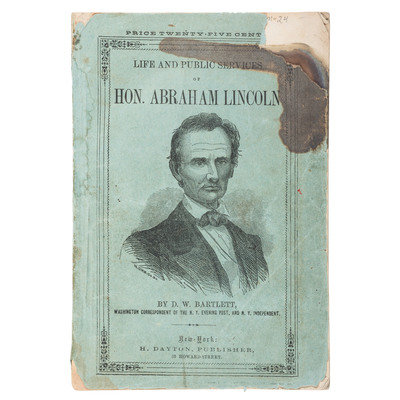 PRICE TWENTY-FIVE CENT
LIFE AND PUBLIC SERVICES
OF
HON. ABRAHAM LINCOLN
BY D. W. BARTLETT,
WASHINGTON CORRESPONDENT OF THE N. Y. EVENING POST, AND N. Y. INDEPENDENT.
New-York:
H. DAYTON, PUBLISHER,
HOWARD-STREET.